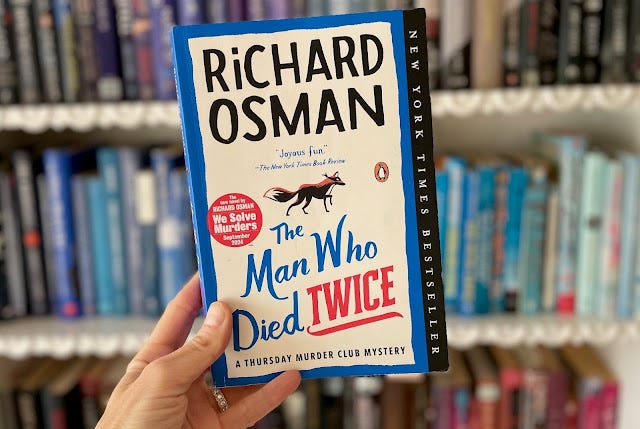 RiCHARD
OSMAN
"Joyous fun."
—The New York Times Book Review
The new novel by
RICHARD OSMAN
We Solve
Murders
September
2024
The
Man Who
Died TWICE
A THURSDAY MURDER CLUB MYSTERY
NEW YORK TIMES BESTSELLER